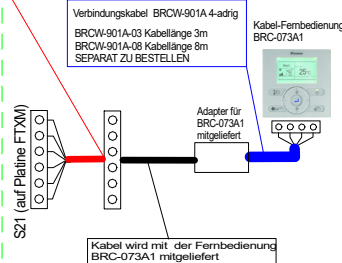 Verbindungskabel BRCW-901A 4-adrig
BRCW-901A-03 Kabellänge 3m
BRCW-901A-08 Kabellänge 8m
SEPARAT ZU BESTELLEN
Kabel-Fernbedienung
BRC-073A1
25°C
Adapter für
BRC-073A1
mitgeliefert
S21 (auf Platine FTXM)
Kabel wird mit der Fernbedienung
BRC-073A1 mitgeliefert